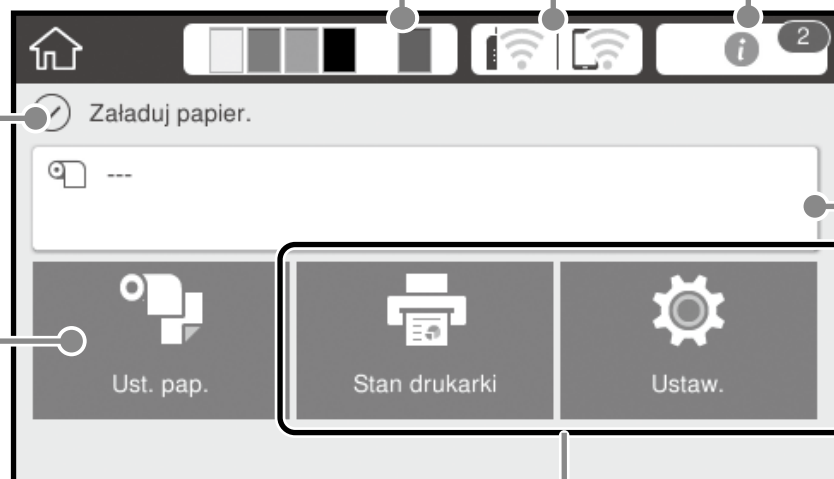 2
Załaduj papier.
---
Ust. pap.
Stan drukarki
Ustaw.